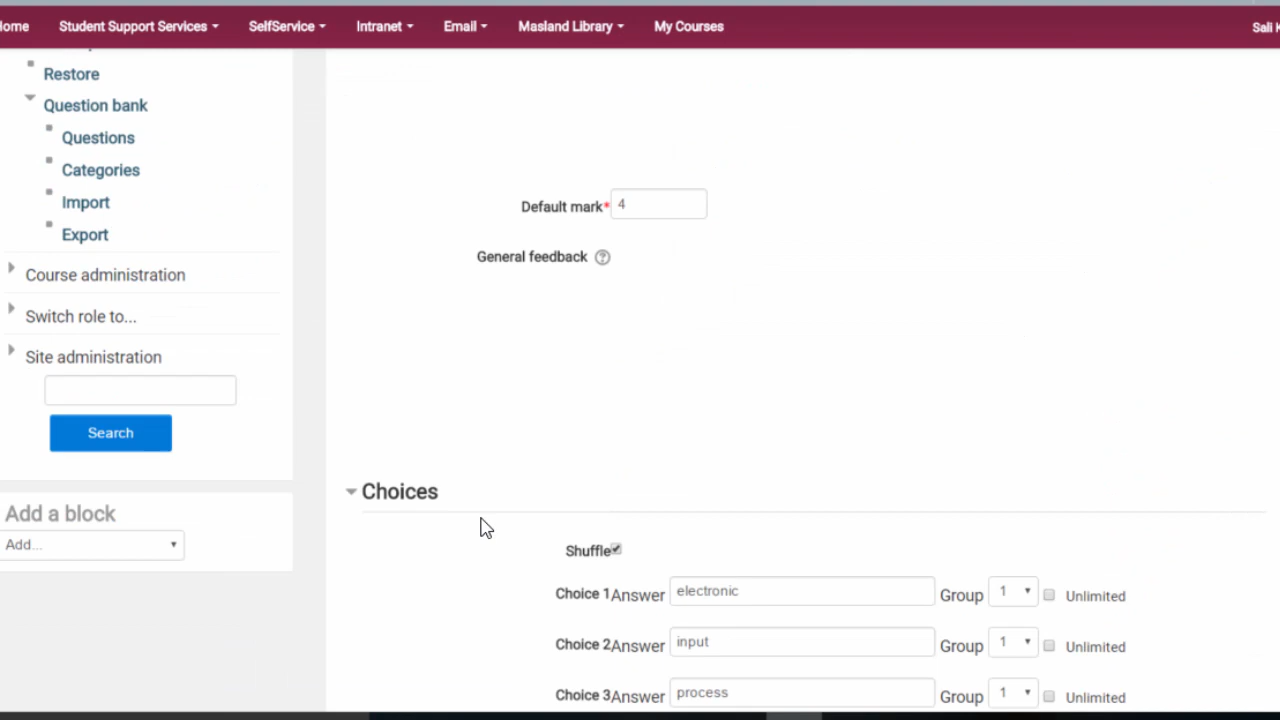 Home Student Support Services SelfService Intranet Email Masland Library My Courses Sali
Restore
Question bank
Questions
Categories
Import
Export
Course administration
Switch role to...
Site administration
Search
Add a block
Add...
Default mark* 4
General feedback ?
Choices
Shuffle
Choice 1 Answer electronic Group 1 Unlimited
Choice 2 Answer input Group 1 Unlimited
Choice 3 Answer process Group 1 Unlimited